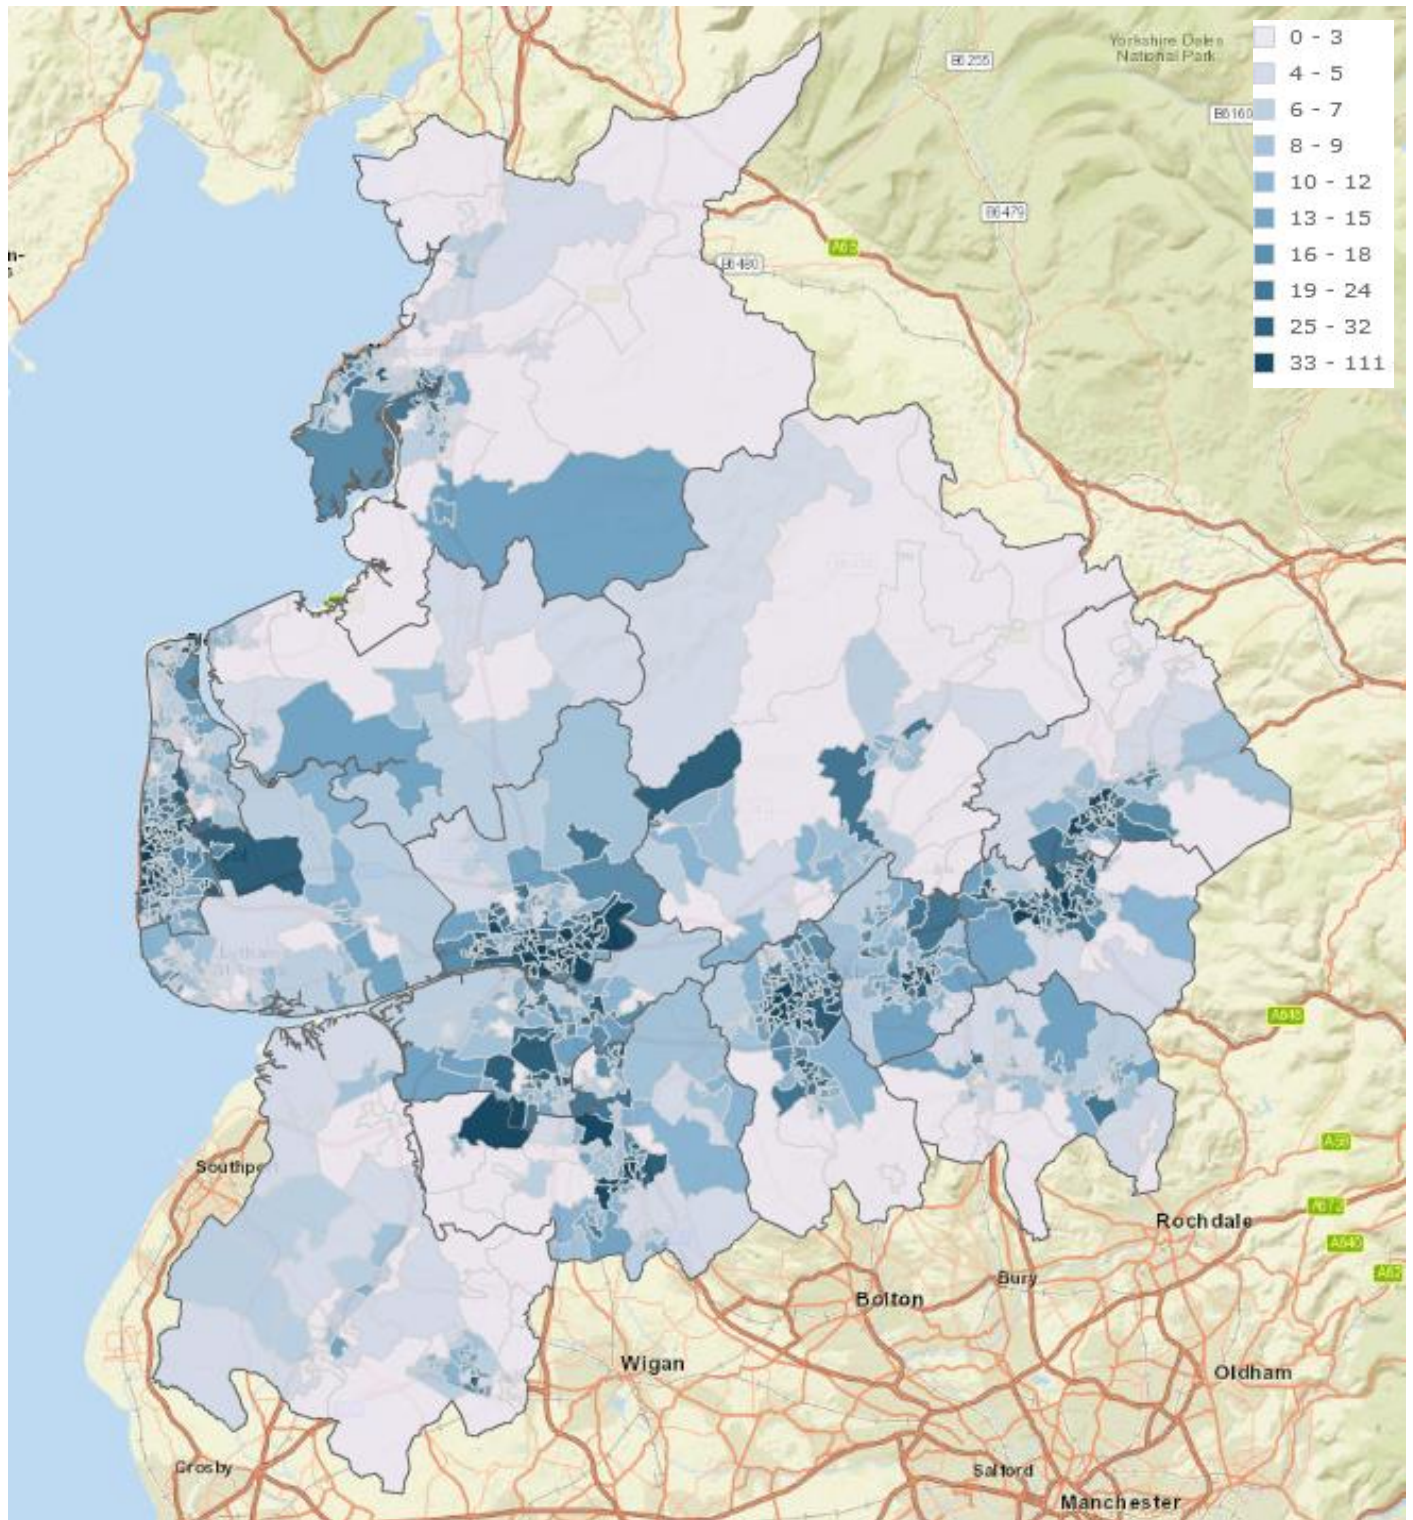 Yorkshire Dales
National Park
B6255
B6160
0 - 3
4 - 5
6 - 7
8 - 9
10 - 12
13 - 15
16 - 18
19 - 24
25 - 32
33 - 111
B6479
A65
B6480
n-
Southp
Rochdale
Bury
Bolton
Wigan
Oldham
Crosby
Salford
Manchester
A646
A58
A672
A640
A62